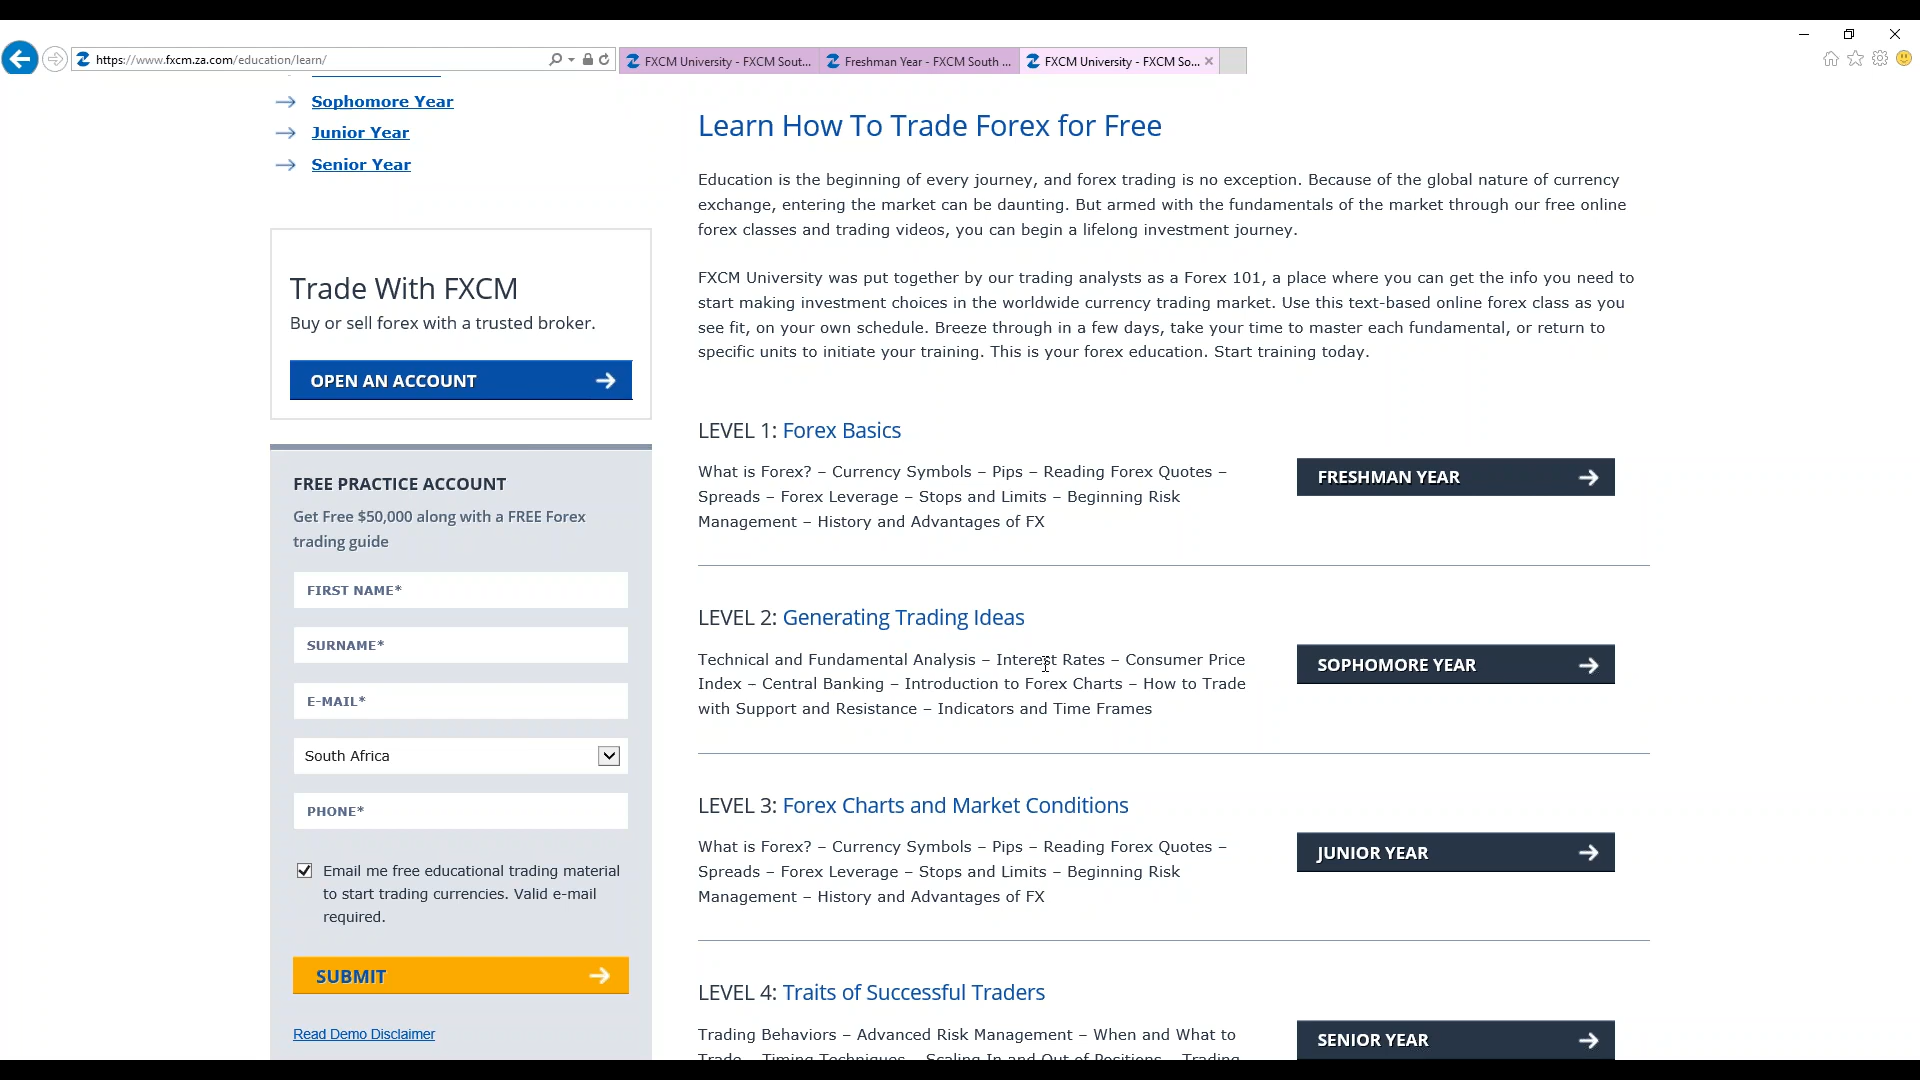 https://www.fxcm.za.com/education/learn/
FXCM University - FXCM Sout...
Freshman Year - FXCM South ...
FXCM University - FXCM So...
Sophomore Year
Junior Year
Senior Year
Trade With FXCM
Buy or sell forex with a trusted broker.
OPEN AN ACCOUNT
FREE PRACTICE ACCOUNT
Get Free $50,000 along with a FREE Forex
trading guide
FIRST NAME*
SURNAME*
E-MAIL*
South Africa
PHONE*
Email me free educational trading material
to start trading currencies. Valid e-mail
required.
SUBMIT
Read Demo Disclaimer
Learn How To Trade Forex for Free
Education is the beginning of every journey, and forex trading is no exception. Because of the global nature of currency
exchange, entering the market can be daunting. But armed with the fundamentals of the market through our free online
forex classes and trading videos, you can begin a lifelong investment journey.
FXCM University was put together by our trading analysts as a Forex 101, a place where you can get the info you need to
start making investment choices in the worldwide currency trading market. Use this text-based online forex class as you
see fit, on your own schedule. Breeze through in a few days, take your time to master each fundamental, or return to
specific units to initiate your training. This is your forex education. Start training today.
LEVEL 1: Forex Basics
What is Forex? – Currency Symbols – Pips – Reading Forex Quotes –
Spreads – Forex Leverage – Stops and Limits – Beginning Risk
Management – History and Advantages of FX
FRESHMAN YEAR
LEVEL 2: Generating Trading Ideas
Technical and Fundamental Analysis – Interest Rates – Consumer Price
Index – Central Banking – Introduction to Forex Charts – How to Trade
with Support and Resistance – Indicators and Time Frames
SOPHOMORE YEAR
LEVEL 3: Forex Charts and Market Conditions
What is Forex? – Currency Symbols – Pips – Reading Forex Quotes –
Spreads – Forex Leverage – Stops and Limits – Beginning Risk
Management – History and Advantages of FX
JUNIOR YEAR
LEVEL 4: Traits of Successful Traders
Trading Behaviors – Advanced Risk Management – When and What to
Trade – Timing Techniques – Scaling In and Out of Positions – Trading
SENIOR YEAR